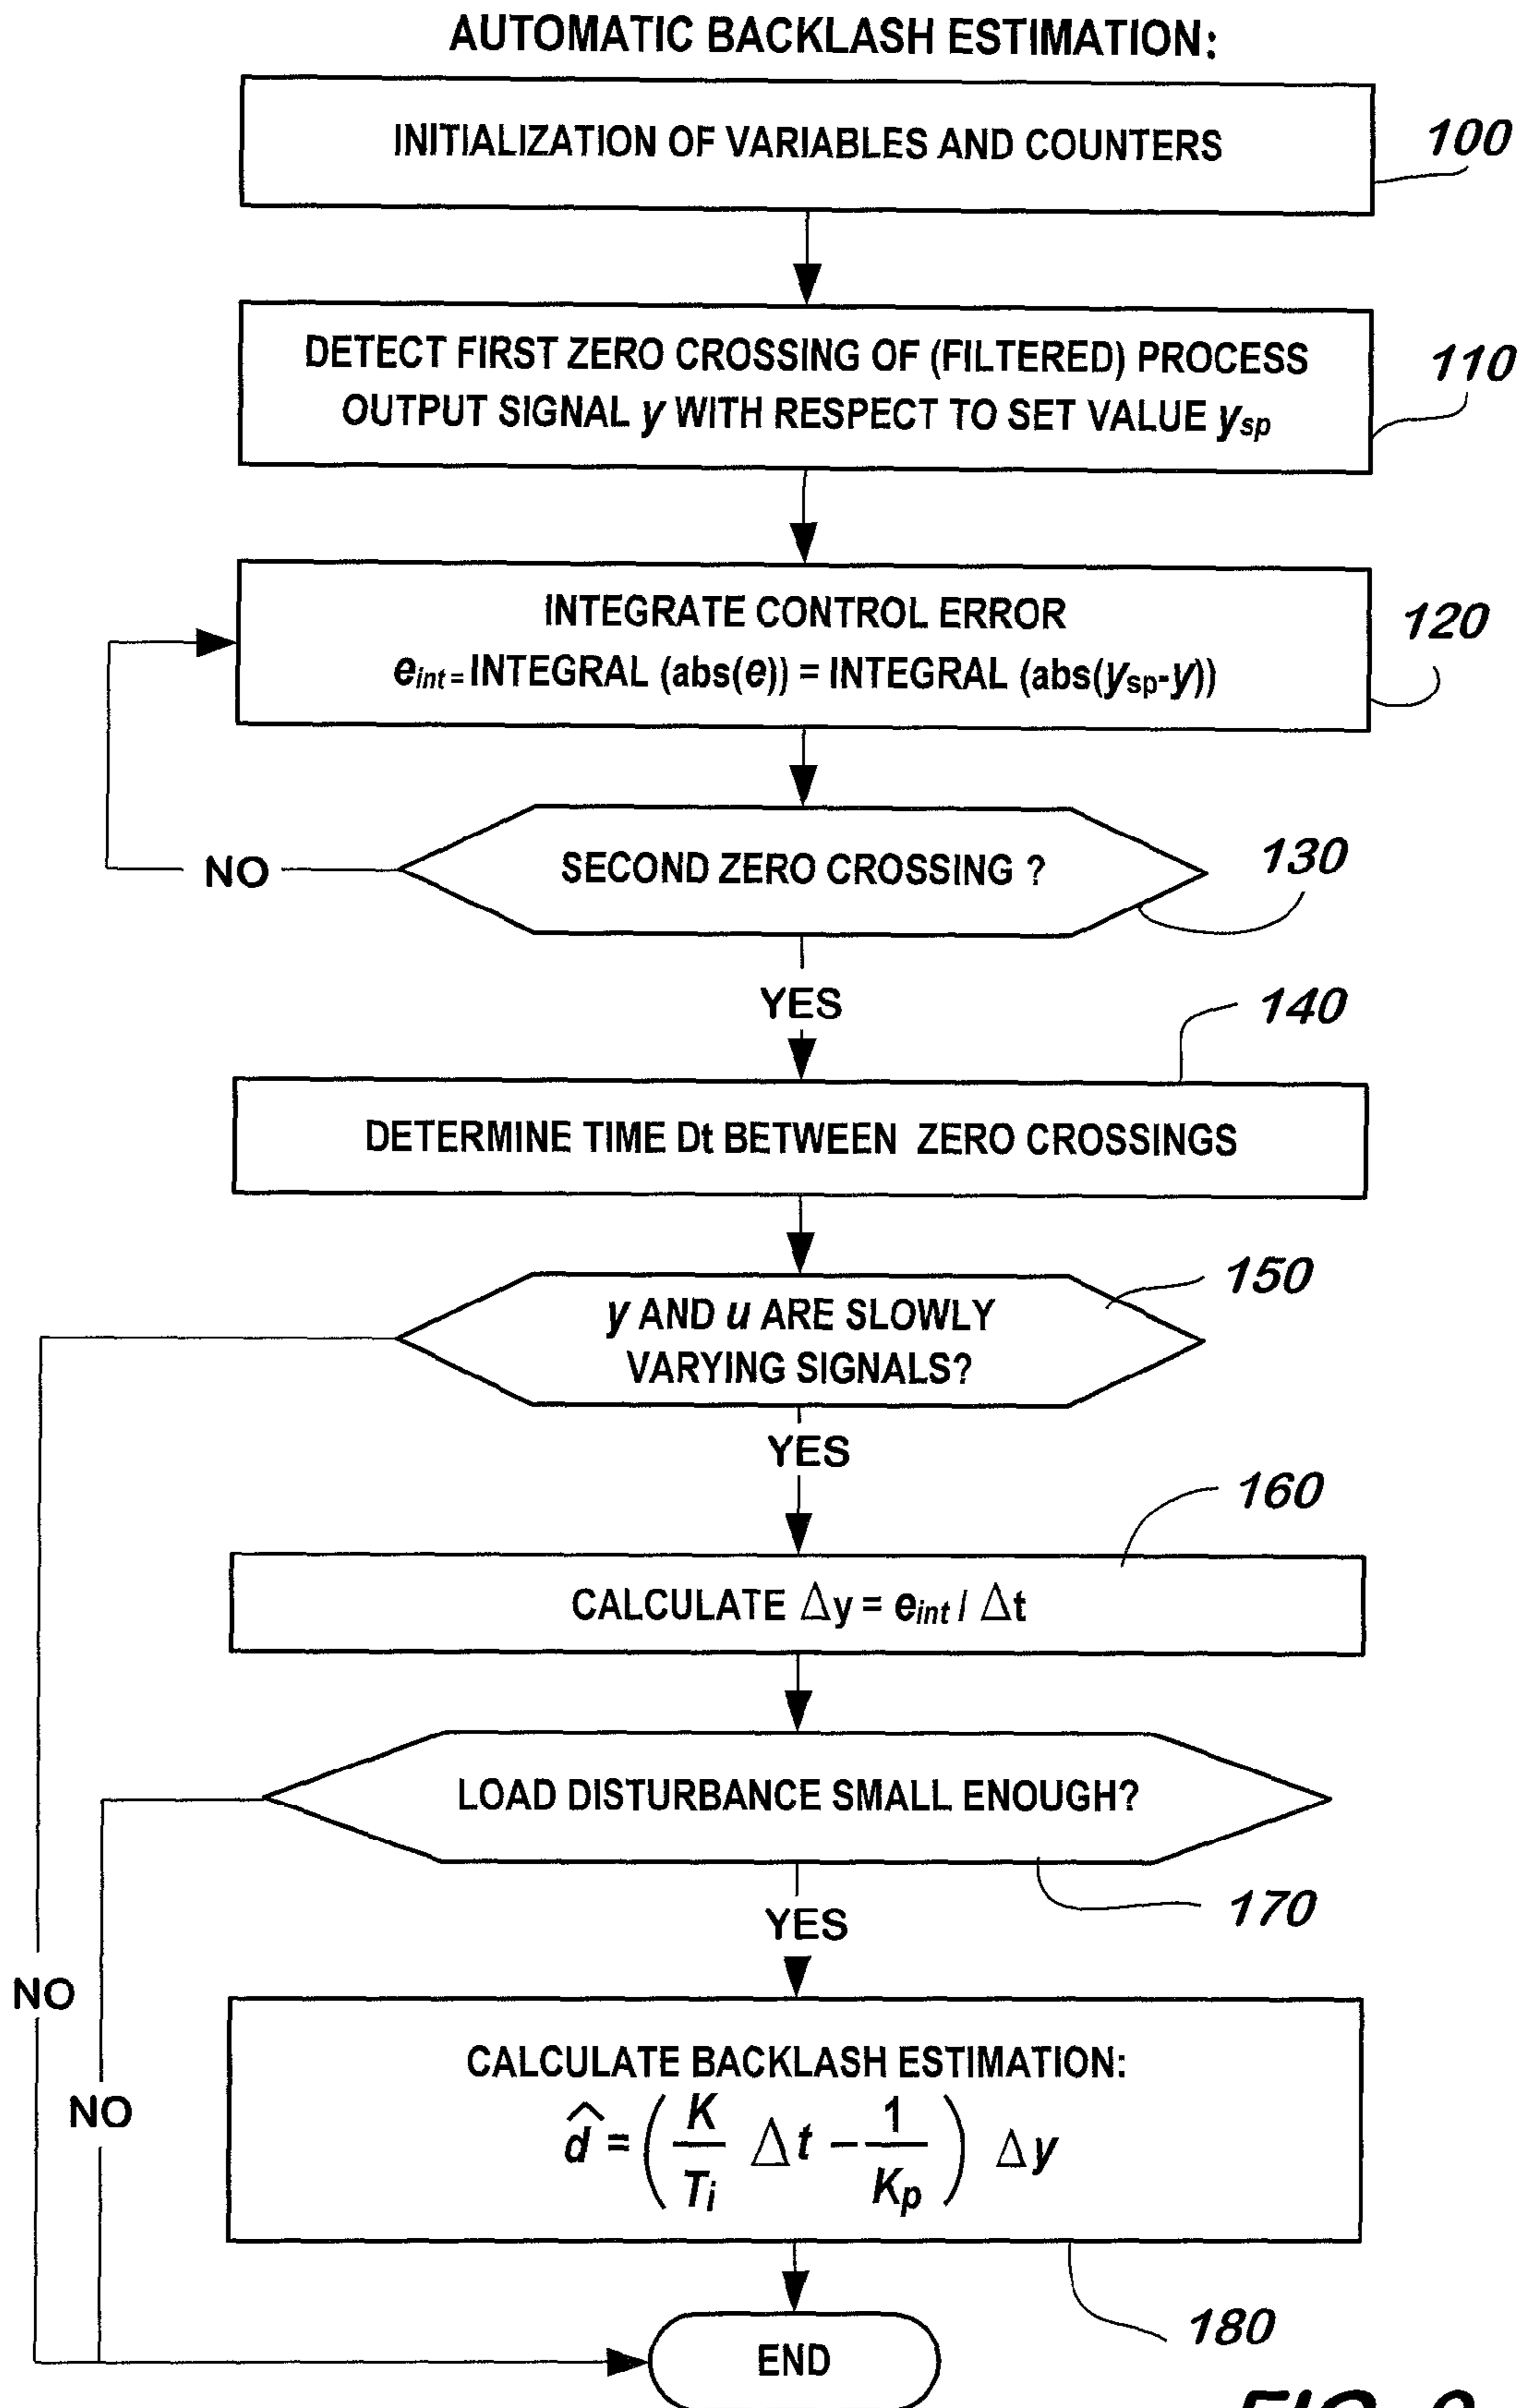 AUTOMATIC BACKLASH ESTIMATION:
INITIALIZATION OF VARIABLES AND COUNTERS
100
DETECT FIRST ZERO CROSSING OF (FILTERED) PROCESS
OUTPUT SIGNAL y WITH RESPECT TO SET VALUE ysp
110
INTEGRATE CONTROL ERROR
eint = INTEGRAL (abs(e)) = INTEGRAL (abs(ysp-y))
120
SECOND ZERO CROSSING ?
130
NO
YES
140
DETERMINE TIME Dt BETWEEN ZERO CROSSINGS
150
y AND u ARE SLOWLY
VARYING SIGNALS?
YES
160
CALCULATE Δy = eint / Δt
LOAD DISTURBANCE SMALL ENOUGH?
170
YES
NO
NO
CALCULATE BACKLASH ESTIMATION:
d̂ = ( K / Ti Δt − 1 / Kp ) Δy
180
END